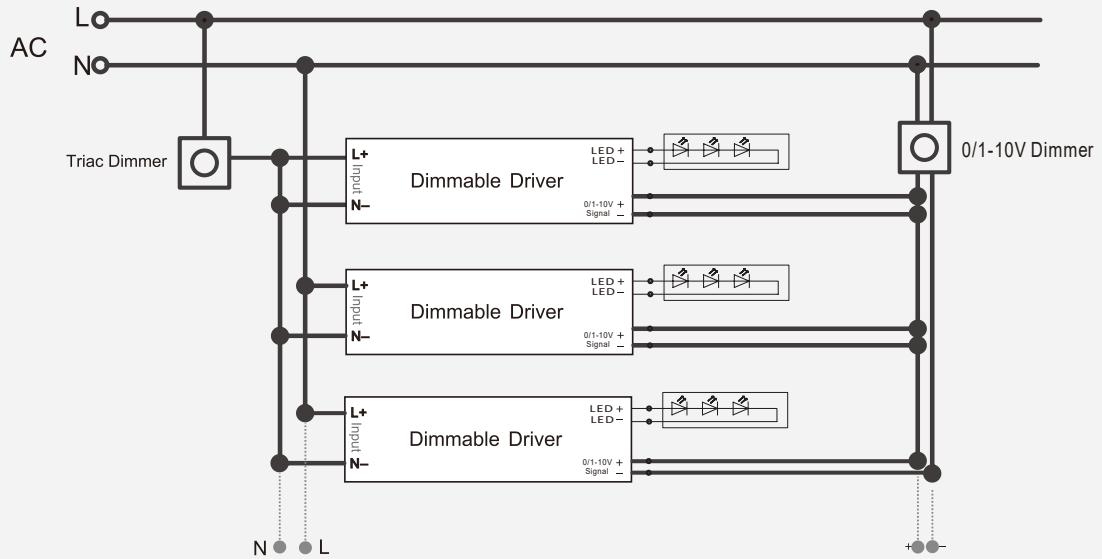 L
AC
N
Triac Dimmer
0/1-10V Dimmer
L+
Input
N–
Dimmable Driver
LED +
LED –
0/1-10V +
Signal –
L+
Input
N–
Dimmable Driver
LED +
LED –
0/1-10V +
Signal –
L+
Input
N–
Dimmable Driver
LED +
LED –
0/1-10V +
Signal –
N L + –